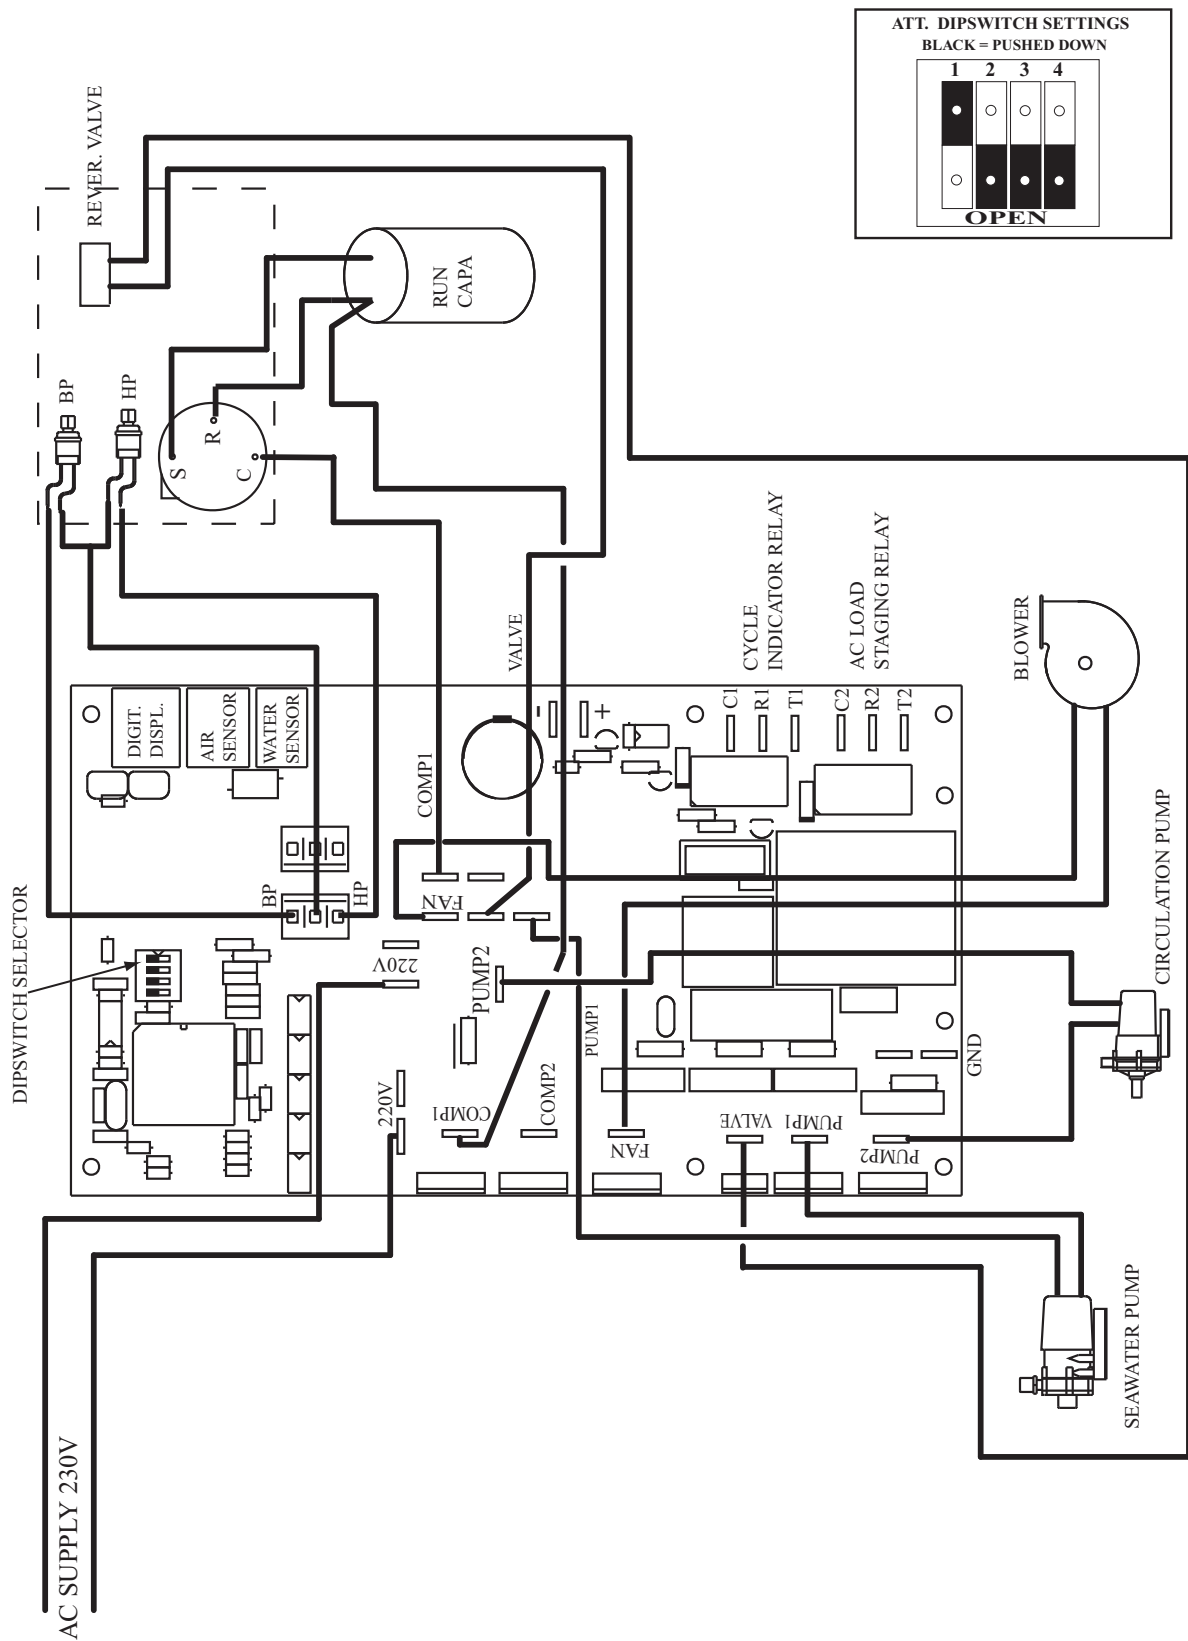 ATT. DIPSWITCH SETTINGS
BLACK = PUSHED DOWN
1 2 3 4
OPEN
REVER. VALVE
BP
HP
S
R
C
RUN
CAPA
CYCLE
INDICATOR RELAY
AC LOAD
STAGING RELAY
BLOWER
VALVE
COMP1
DIGIT.
DISPL.
AIR
SENSOR
WATER
SENSOR
-
+
C1
R1
T1
C2
R2
T2
DIPSWITCH SELECTOR
BP
HP
FAN
220V
PUMP2
PUMP1
220V
COMP1
COMP2
FAN
VALVE
PUMP1
PUMP2
GND
CIRCULATION PUMP
SEAWATER PUMP
AC SUPPLY 230V